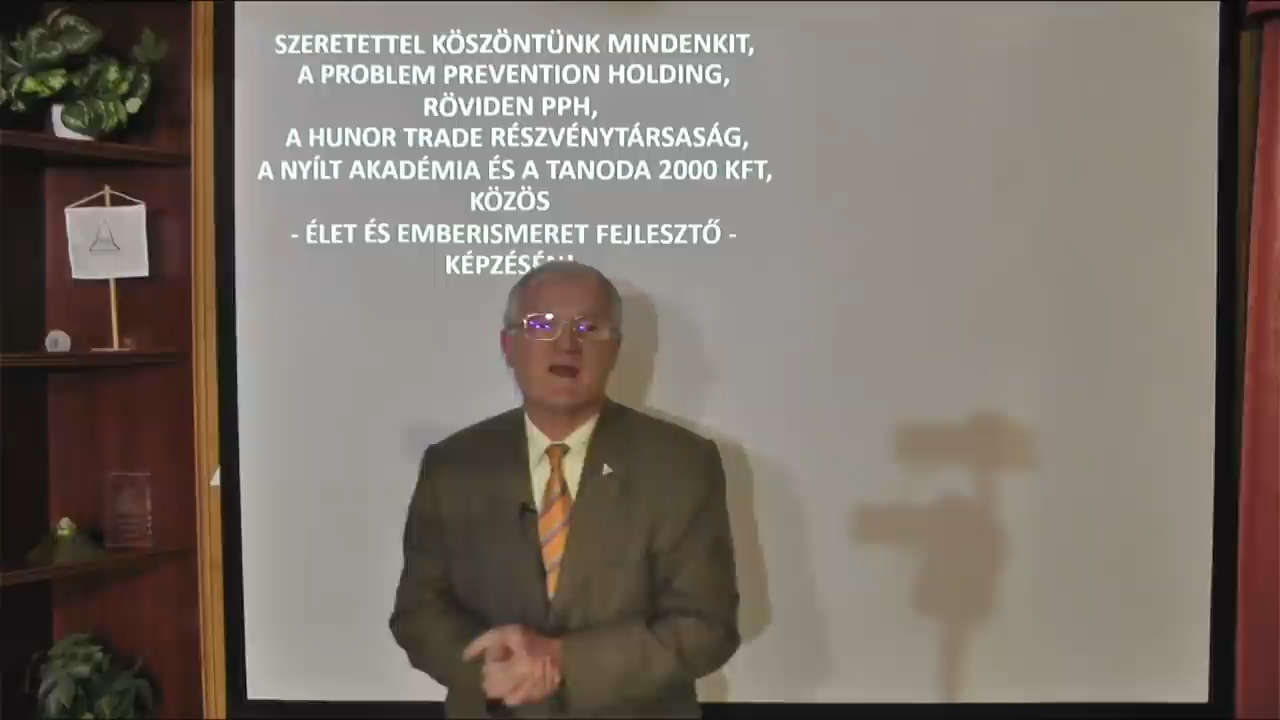 SZERETETTEL KÖSZÖNTÜNK MINDENKIT,
A PROBLEM PREVENTION HOLDING,
RÖVIDEN PPH,
A HUNOR TRADE RÉSZVÉNYTÁRSASÁG,
A NYÍLT AKADÉMIA ÉS A TANODA 2000 KFT,
KÖZÖS
- ÉLET ÉS EMBERISMERET FEJLESZTŐ -
KÉPZÉSÉN!